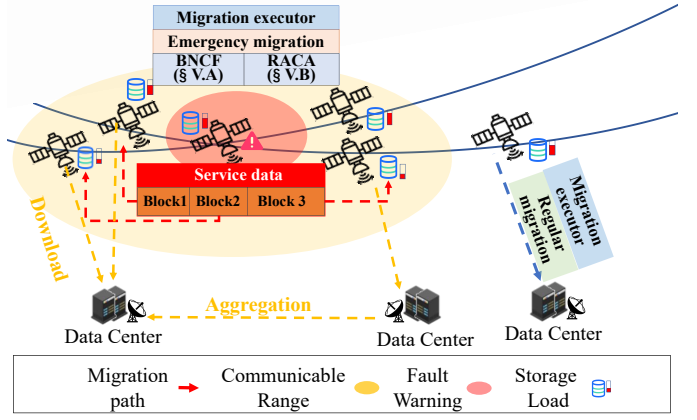 Migration executor
Emergency migration
BNCF
(§ V.A)
RACA
(§ V.B)
Service data
Block1
Block2
Block 3
Download
Aggregation
Regular
migration
Migration
executor
Data Center
Data Center
Data Center
Migration
path
Communicable
Range
Fault
Warning
Storage
Load